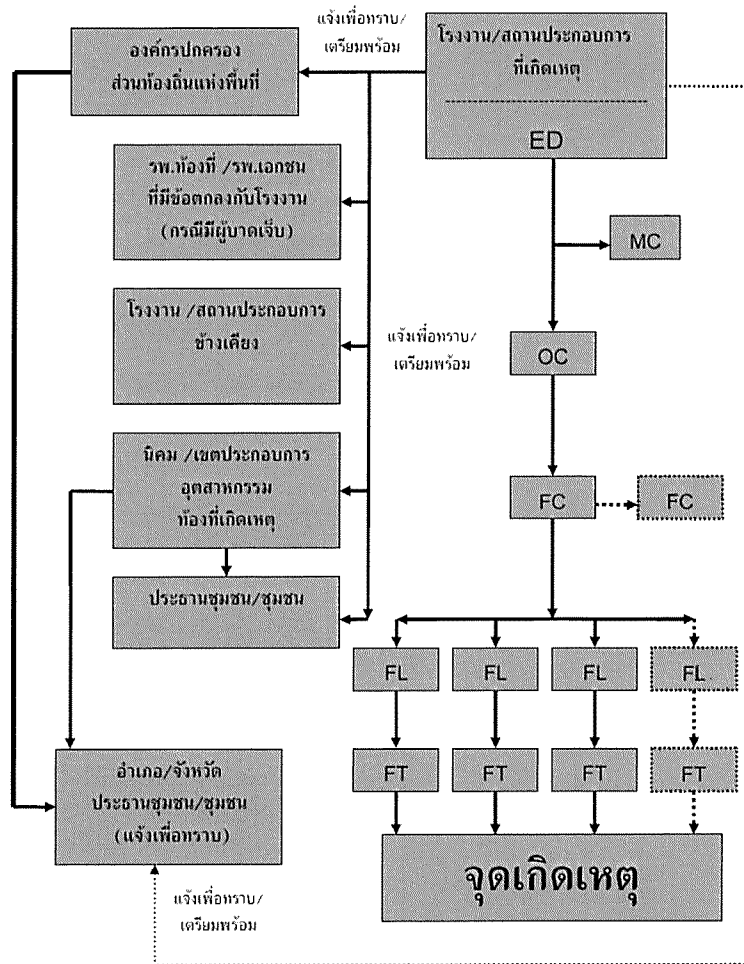 แจ้งเพื่อทราบ/
เตรียมพร้อม
องค์กรปกครอง
ส่วนท้องถิ่นแห่งพื้นที่
โรงงาน/สถานประกอบการ
ที่เกิดเหตุ
ED
รพ.ท้องที่ /รพ.เอกชน
ที่มีข้อตกลงกับโรงงาน
(กรณีมีผู้บาดเจ็บ)
MC
โรงงาน /สถานประกอบการ
ข้างเคียง
แจ้งเพื่อทราบ/
เตรียมพร้อม
OC
นิคม /เขตประกอบการ
อุตสาหกรรม
ท้องที่เกิดเหตุ
FC
FC
ประธานชุมชน/ชุมชน
FL
FL
FL
FL
FT
FT
FT
FT
อำเภอ/จังหวัด
ประธานชุมชน/ชุมชน
(แจ้งเพื่อทราบ)
จุดเกิดเหตุ
แจ้งเพื่อทราบ/
เตรียมพร้อม